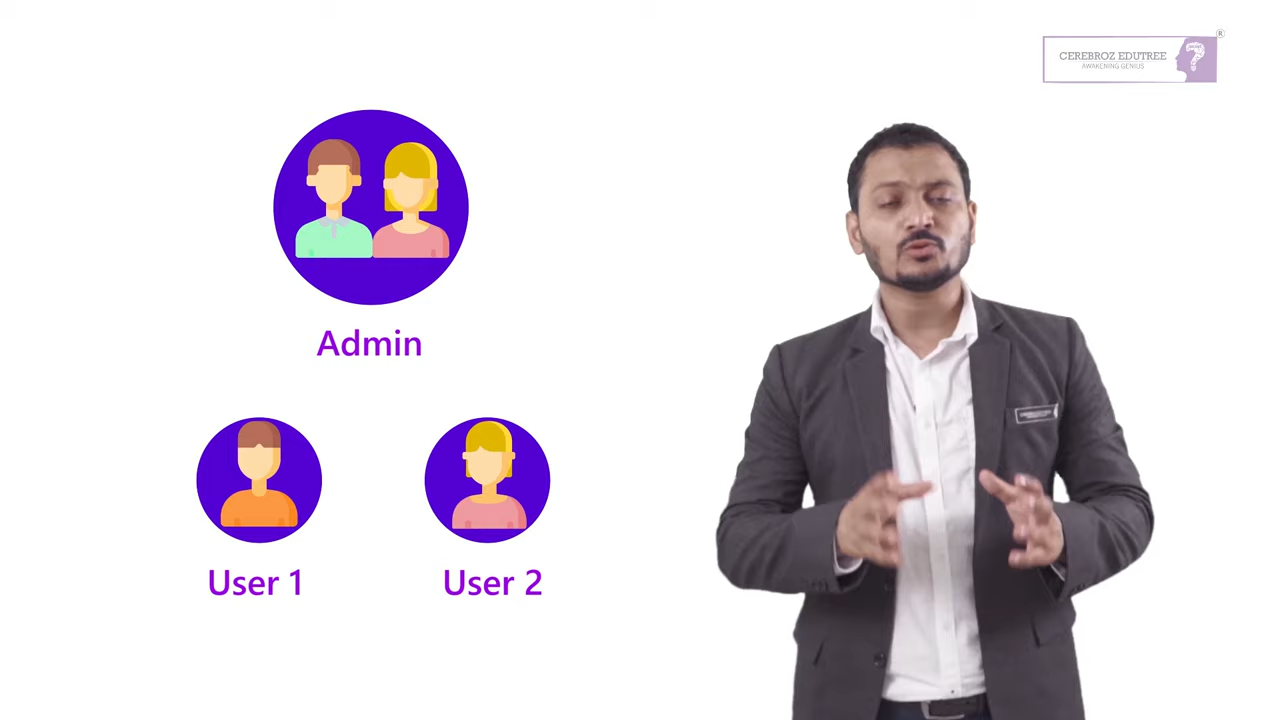 CEREBROZ EDUTREE
AWAKENING GENIUS
®
Admin
User 1
User 2